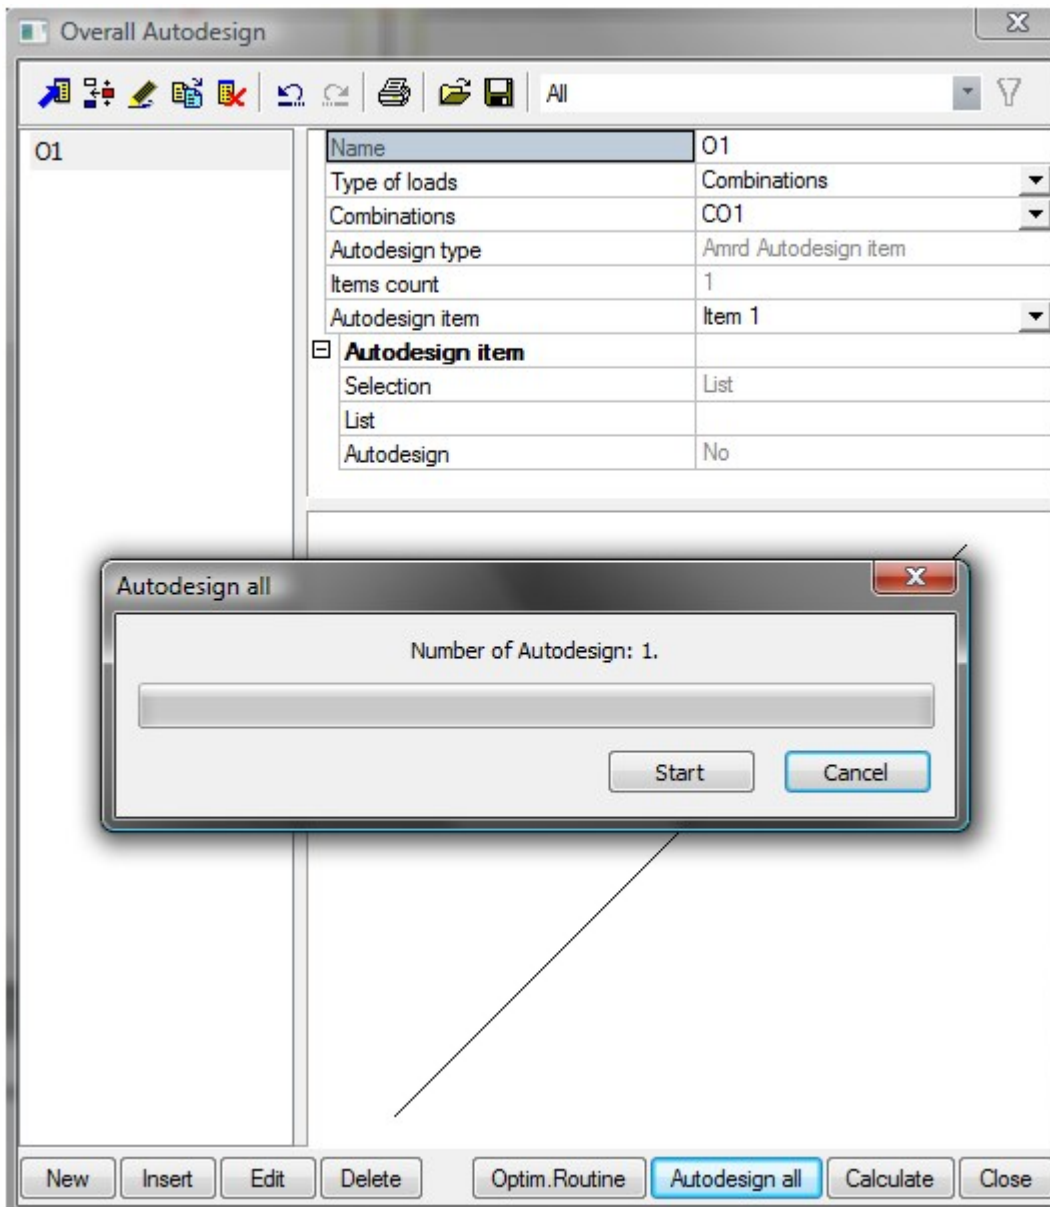 Overall Autodesign
All
O1
Name O1
Type of loads Combinations
Combinations CO1
Autodesign type Amrd Autodesign item
Items count 1
Autodesign item Item 1
Autodesign item
Selection List
List
Autodesign No
Autodesign all
Number of Autodesign: 1.
Start Cancel
New Insert Edit Delete Optim.Routine Autodesign all Calculate Close